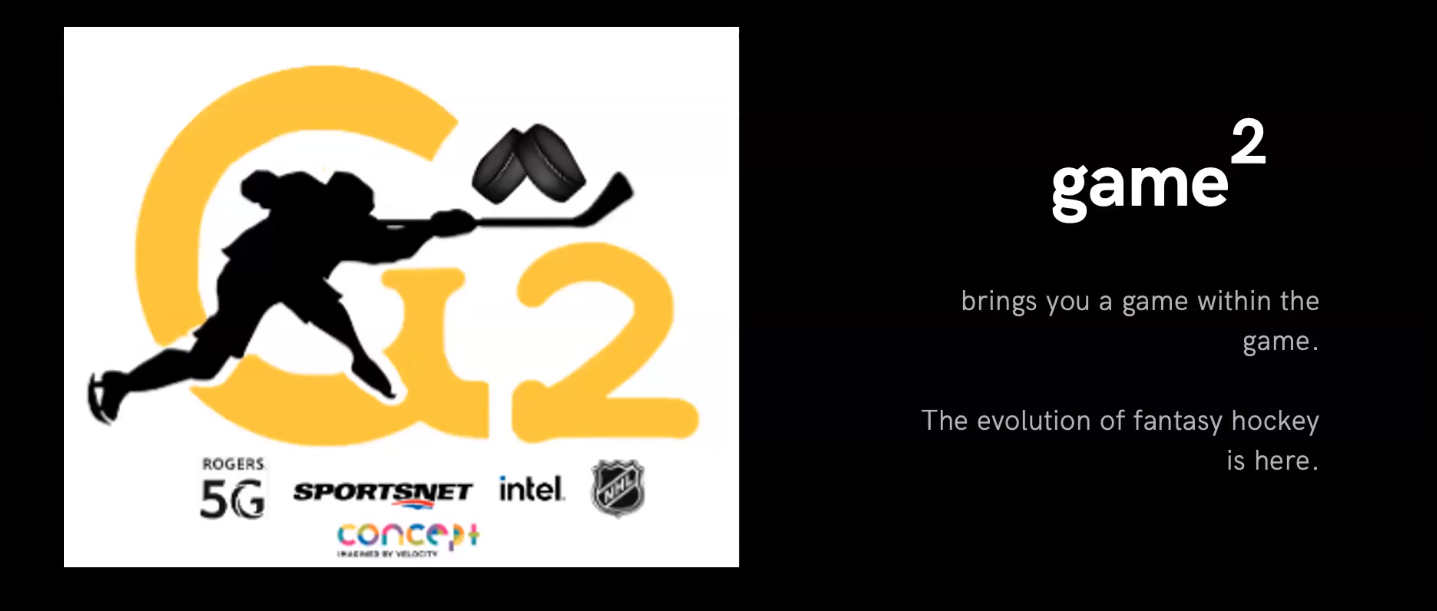 G2
ROGERS
5G
SPORTSNET
intel
NHL
concept
IMAGINED BY VELOCITY
game²
brings you a game within the
game.
The evolution of fantasy hockey
is here.